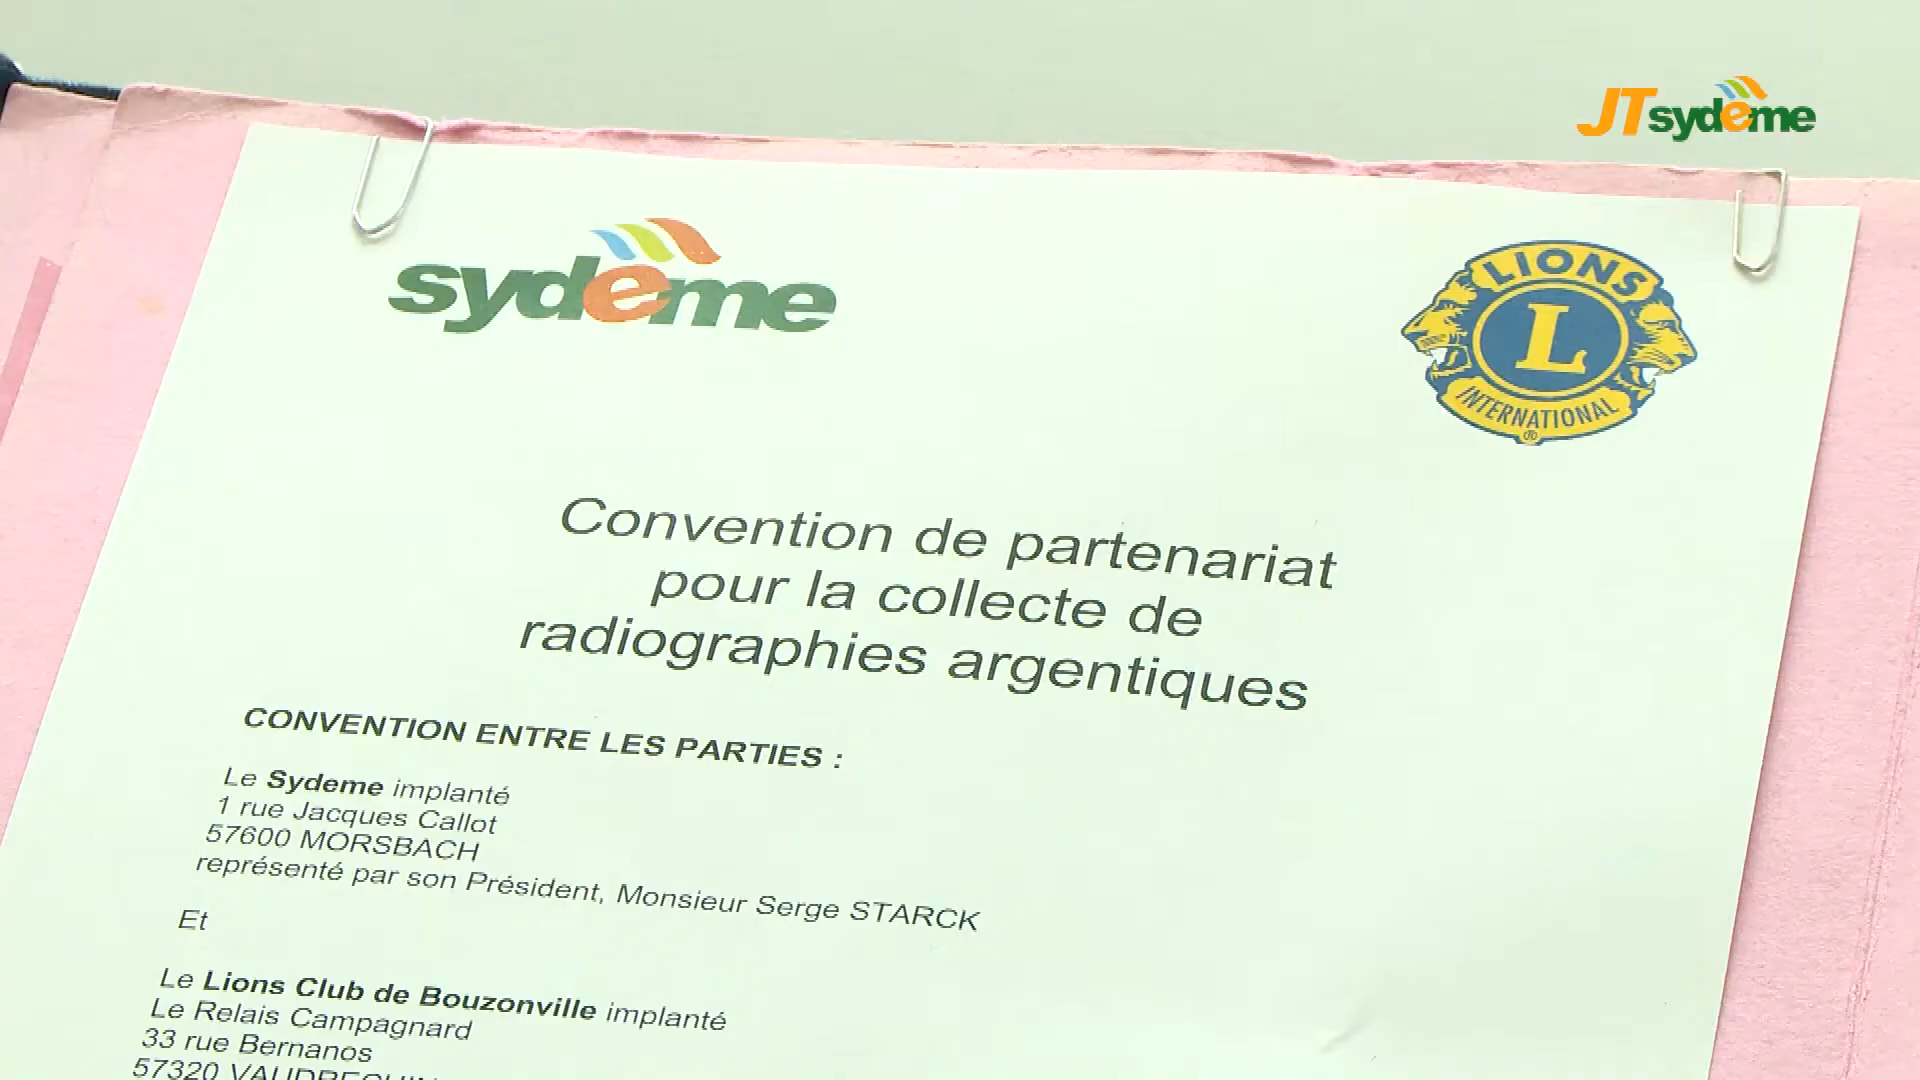 JTsydeme
sydeme
LIONS
L
INTERNATIONAL
®
Convention de partenariat
pour la collecte de
radiographies argentiques
CONVENTION ENTRE LES PARTIES :
Le Sydeme implanté
1 rue Jacques Callot
57600 MORSBACH
représenté par son Président, Monsieur Serge STARCK
Et
Le Lions Club de Bouzonville implanté
Le Relais Campagnard
33 rue Bernanos
57320